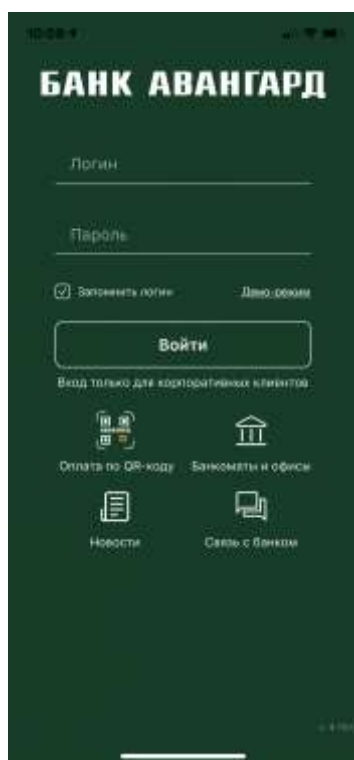 БАНК АВАНГАРД
Логин
Пароль
Запомнить логин Демо-режим
Войти
Вход только для корпоративных клиентов
Оплата по QR-коду Банкоматы и офисы
Новости Связь с банком